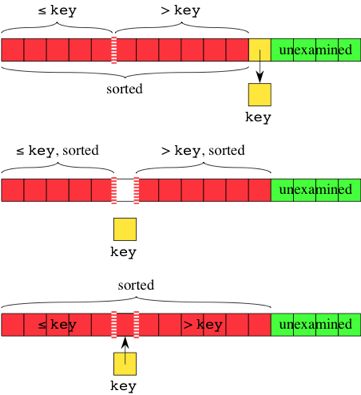 ≤ key > key
unexamined
sorted
key
≤ key, sorted > key, sorted
unexamined
key
sorted
≤ key > key unexamined
key